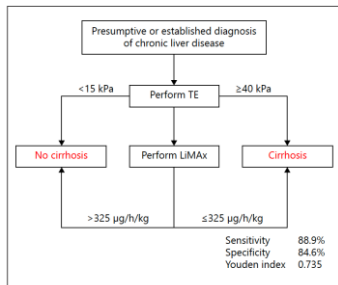 Presumptive or established diagnosis
of chronic liver disease
<15 kPa
Perform TE
≥40 kPa
No cirrhosis
Perform LiMAx
Cirrhosis
>325 µg/h/kg
≤325 µg/h/kg
Sensitivity 88.9%
Specificity 84.6%
Youden index 0.735